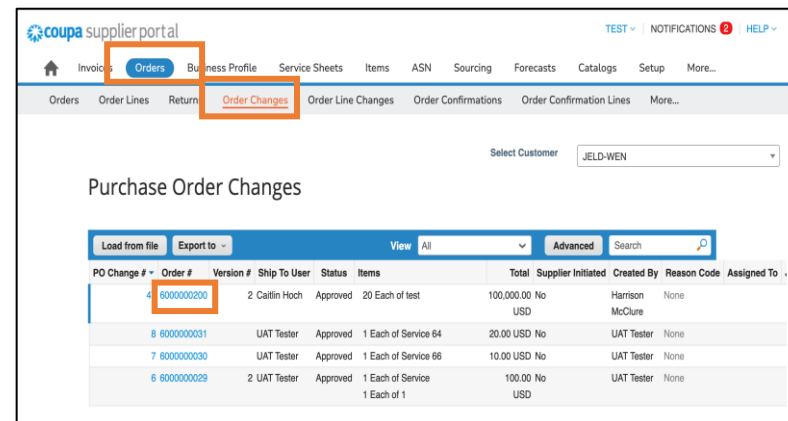 coupa supplier portal
TEST NOTIFICATIONS 2 HELP
Invoices Orders Business Profile Service Sheets Items ASN Sourcing Forecasts Catalogs Setup More...
Orders Order Lines Returns Order Changes Order Line Changes Order Confirmations Order Confirmation Lines More...
Select Customer JELD-WEN
Purchase Order Changes
Load from file Export to View All Advanced Search
PO Change # Order # Version # Ship To User Status Items Total Supplier Initiated Created By Reason Code Assigned To
4 6000000200 2 Caitlin Hoch Approved 20 Each of test 100,000.00 No Harrison None
USD McClure
8 6000000031 UAT Tester Approved 1 Each of Service 64 20.00 USD No UAT Tester None
7 6000000030 UAT Tester Approved 1 Each of Service 66 10.00 USD No UAT Tester None
6 6000000029 2 UAT Tester Approved 1 Each of Service 100.00 No UAT Tester None
1 Each of 1 USD